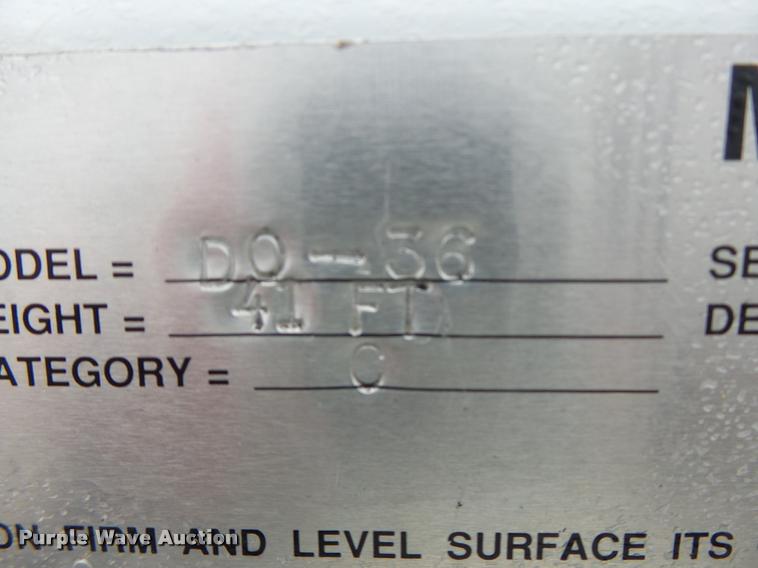 M
ODEL = DO-36 SE
EIGHT = 41 FT DE
ATEGORY = C
ON FIRM AND LEVEL SURFACE ITS
Purple Wave Auction